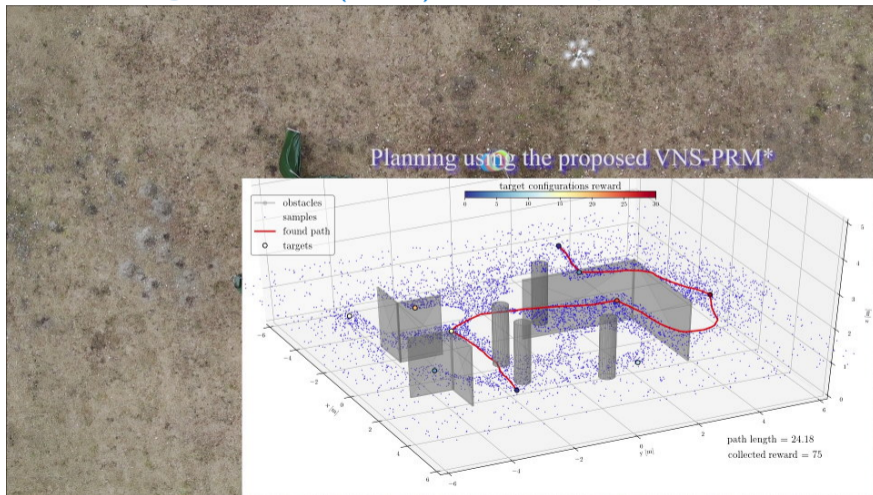 Planning using the proposed VNS-PRM*
target configurations reward
0 5 10 15 20 25 30
obstacles
samples
found path
targets
5
4
3
2
1
0
z [m]
−6
−4
−2
0
2
4
6
x [m]
−6
−4
−2
0
2
4
6
y [m]
path length = 24.18
collected reward = 75